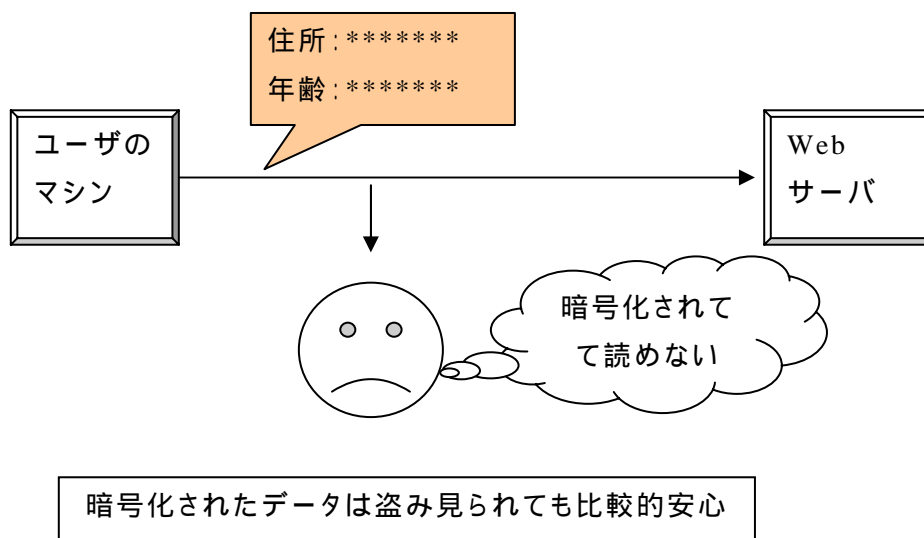 住所:*******
年齢:*******
ユーザの
マシン
Web
サーバ
暗号化されて
て読めない
暗号化されたデータは盗み見られても比較的安心